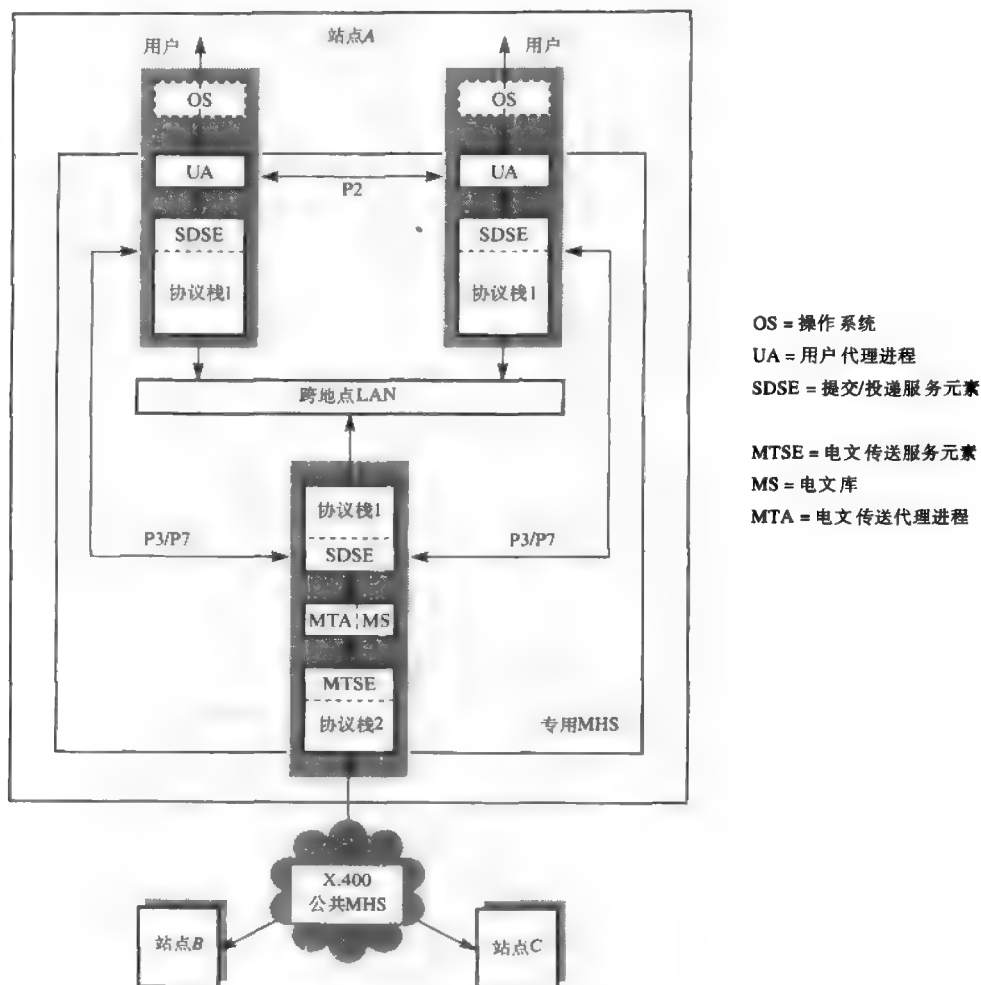 站点A
用户
用户
OS
OS
UA
UA
P2
SDSE
SDSE
协议栈1
协议栈1
OS = 操作系统
UA = 用户代理进程
SDSE = 提交/投递服务元素
MTSE = 电文传送服务元素
MS = 电文库
MTA = 电文传送代理进程
跨地点LAN
协议栈1
P3/P7
P3/P7
SDSE
MTA MS
MTSE
协议栈2
专用MHS
X.400
公共MHS
站点B
站点C